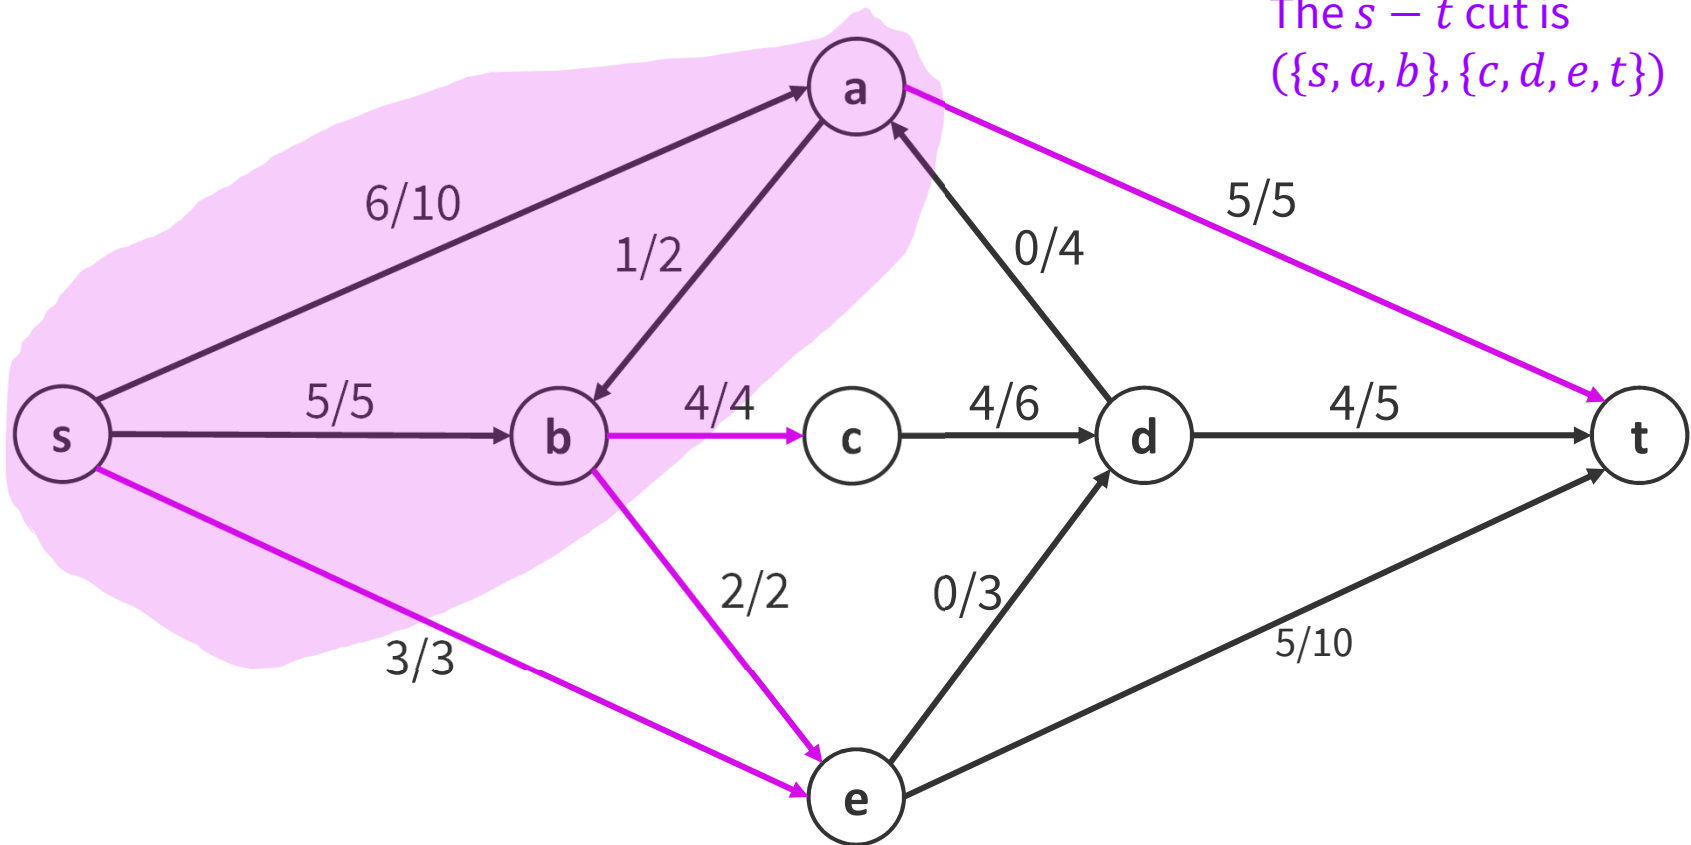 The s − t cut is
({s, a, b}, {c, d, e, t})
a
6/10
5/5
1/2
0/4
5/5
4/4
4/6
4/5
s
b
c
d
t
2/2
0/3
3/3
5/10
e